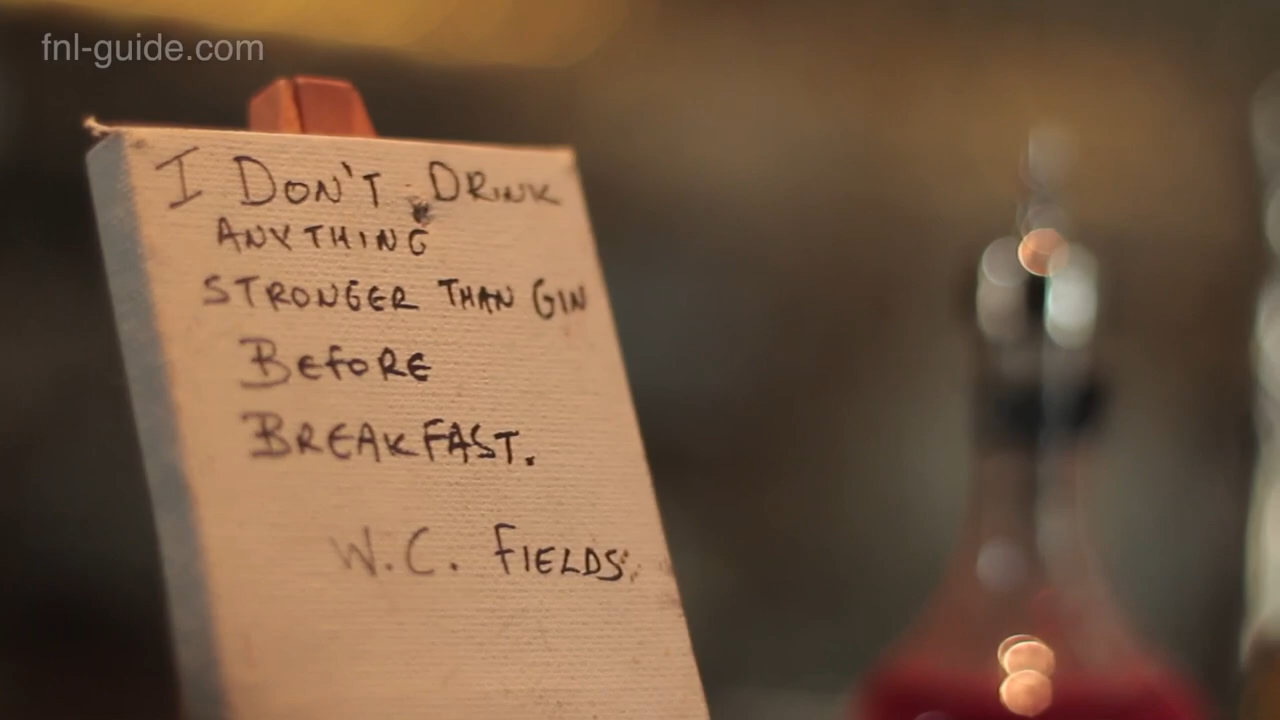 fnl-guide.com
I DON'T DRINK
ANYTHING
STRONGER THAN GIN
BEFORE
BREAKFAST.
W.C. FIELDS.